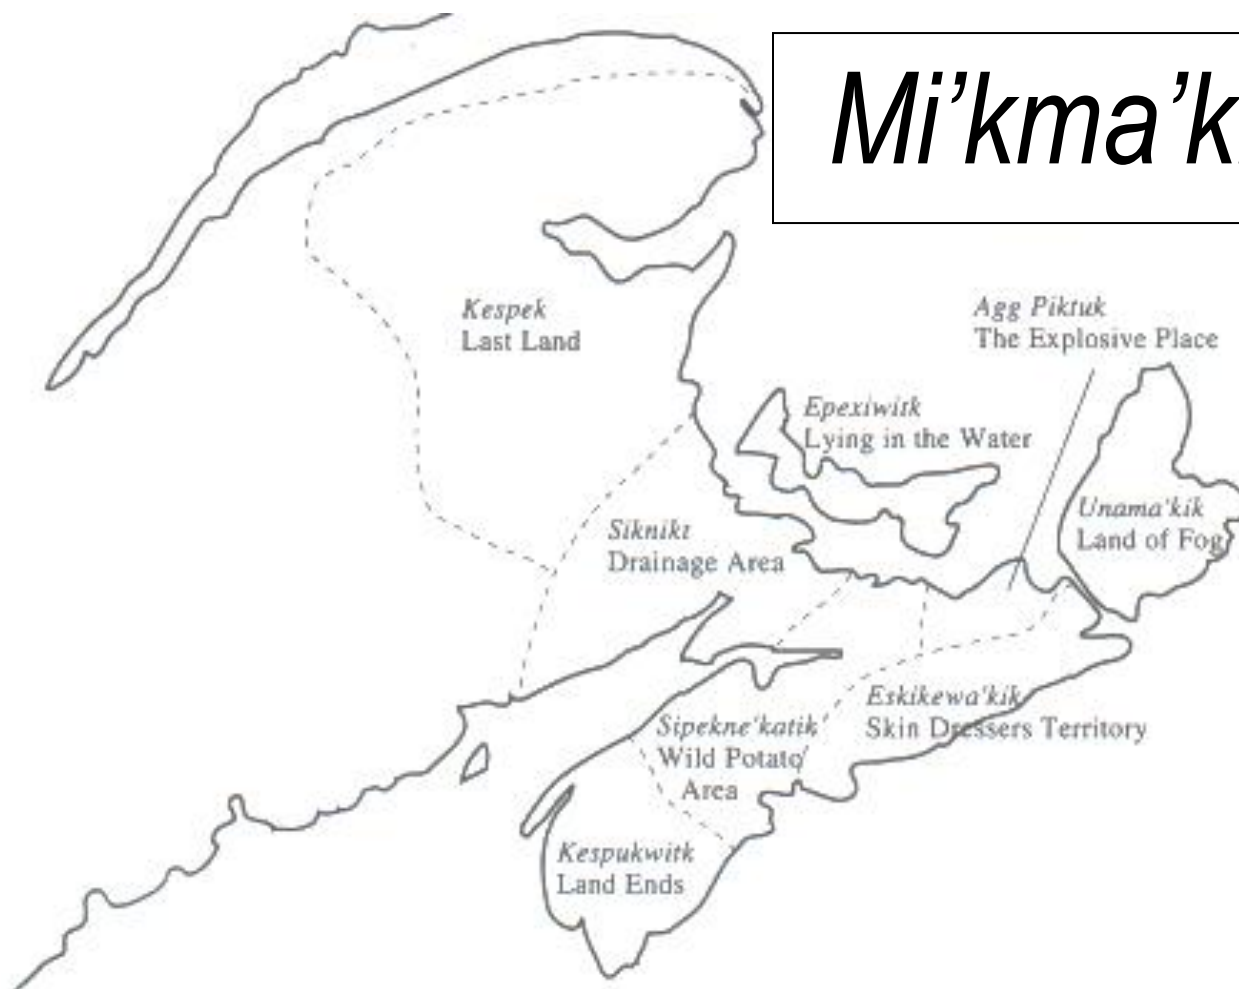 Mi’kma’k
Kespek
Last Land
Agg Piktuk
The Explosive Place
Epexiwitk
Lying in the Water
Unama'kik
Land of Fog
Siknikt
Drainage Area
Eskikewa'kik
Skin Dressers Territory
Sipekne'katik
Wild Potato
Area
Kespukwitk
Land Ends